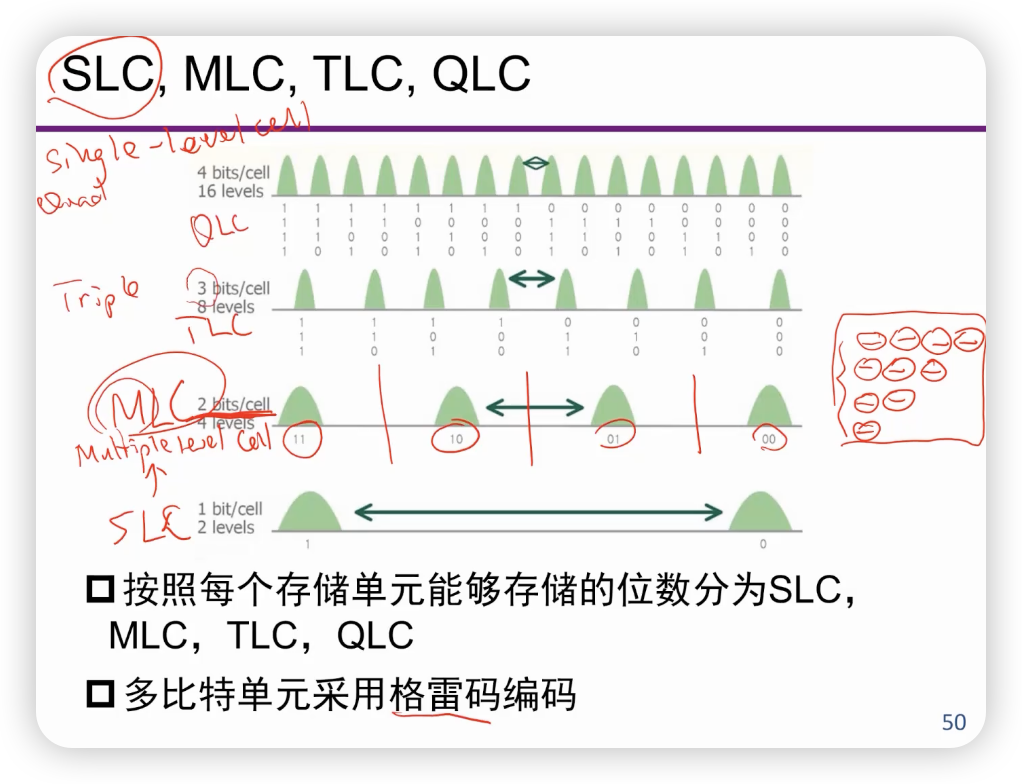 SLC, MLC, TLC, QLC
Single-level cell
Quad
4 bits/cell
16 levels
QLC
1 1 1 1 1 1 1 1 0 0 0 0 0 0 0 0
1 1 1 1 0 0 0 0 1 1 1 1 0 0 0 0
1 1 0 0 1 1 0 0 1 1 0 0 1 1 0 0
1 0 1 0 1 0 1 0 1 0 1 0 1 0 1 0
Triple
3 bits/cell
8 levels
TLC
1 1 1 1 0 0 0 0
1 1 0 0 1 1 0 0
1 0 1 0 1 0 1 0
MLC
2 bits/cell
4 levels
11 10 01 00
Multiple level cell
SLC
1 bit/cell
2 levels
1 0
按照每个存储单元能够存储的位数分为SLC，
MLC，TLC，QLC
多比特单元采用格雷码编码
50